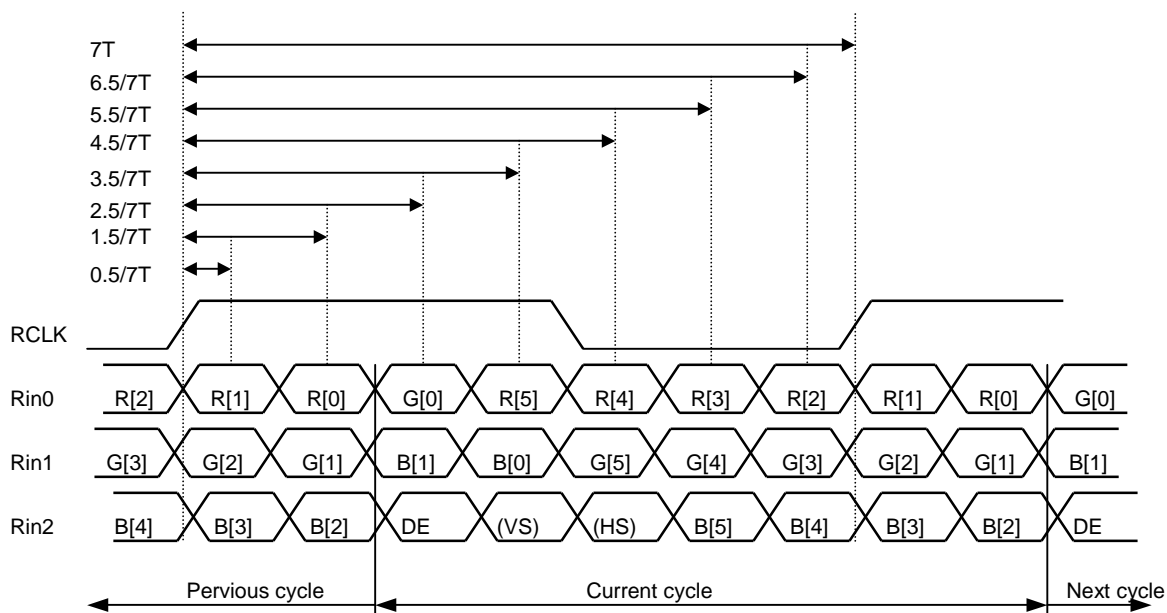 7T
6.5/7T
5.5/7T
4.5/7T
3.5/7T
2.5/7T
1.5/7T
0.5/7T
RCLK
Rin0 R[2] R[1] R[0] G[0] R[5] R[4] R[3] R[2] R[1] R[0] G[0]
Rin1 G[3] G[2] G[1] B[1] B[0] G[5] G[4] G[3] G[2] G[1] B[1]
Rin2 B[4] B[3] B[2] DE (VS) (HS) B[5] B[4] B[3] B[2] DE
Pervious cycle Current cycle Next cycle